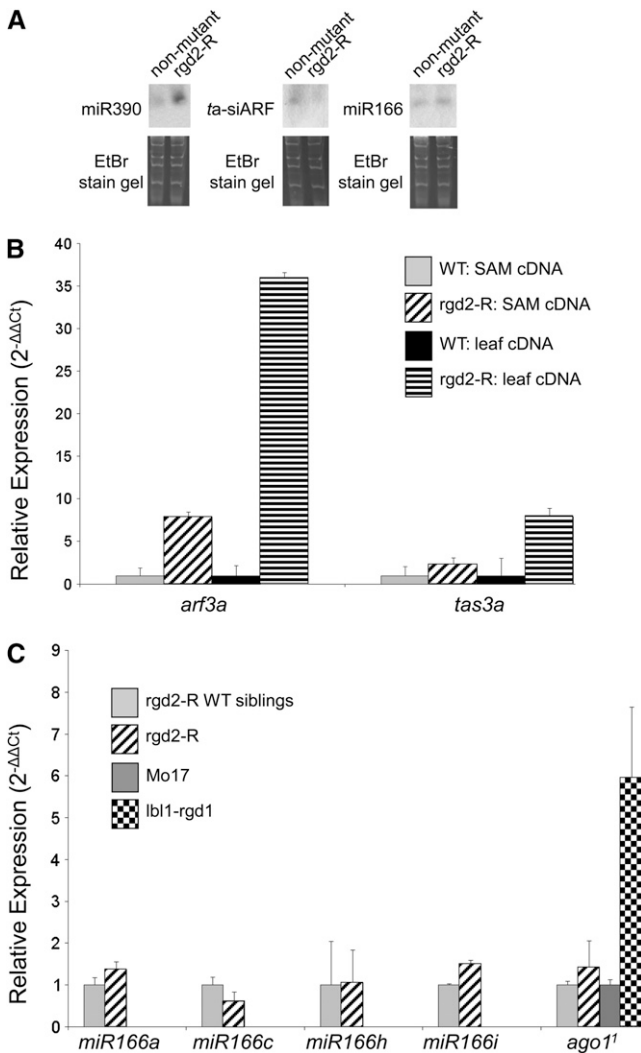 A
non-mutant
rgd2-R
non-mutant
rgd2-R
non-mutant
rgd2-R
miR390
ta-siARF
miR166
EtBr
stain gel
EtBr
stain gel
EtBr
stain gel
B
Relative Expression (2-ΔΔCt)
40
35
30
25
20
15
10
5
0
WT: SAM cDNA
rgd2-R: SAM cDNA
WT: leaf cDNA
rgd2-R: leaf cDNA
arf3a
tas3a
C
Relative Expression (2-ΔΔCt)
9
8
7
6
5
4
3
2
1
0
rgd2-R WT siblings
rgd2-R
Mo17
lbl1-rgd1
miR166a
miR166c
miR166h
miR166i
ago1¹